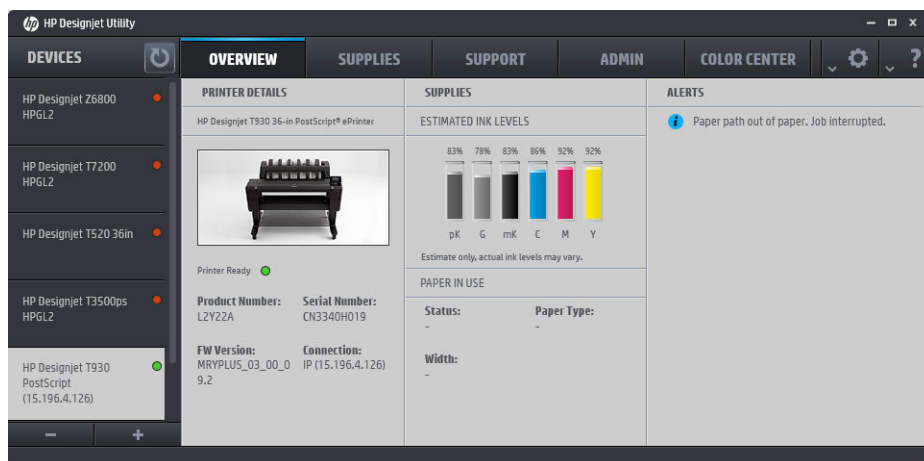 hp HP Designjet Utility
DEVICES
OVERVIEW
SUPPLIES
SUPPORT
ADMIN
COLOR CENTER
?
HP Designjet Z6800
HPGL2
HP Designjet T7200
HPGL2
HP Designjet T520 36in
HP Designjet T3500ps
HPGL2
HP Designjet T930
PostScript
(15.196.4.126)
PRINTER DETAILS
HP Designjet T930 36-in PostScript® ePrinter
Printer Ready
Product Number: Serial Number:
L2Y22A CN3340H019
FW Version: Connection:
MRYPLUS_03_00_0 IP (15.196.4.126)
9.2
SUPPLIES
ESTIMATED INK LEVELS
83% 78% 83% 86% 92% 92%
pK G mK C M Y
Estimate only, actual ink levels may vary.
PAPER IN USE
Status: Paper Type:
- -
Width:
-
ALERTS
Paper path out of paper. Job interrupted.